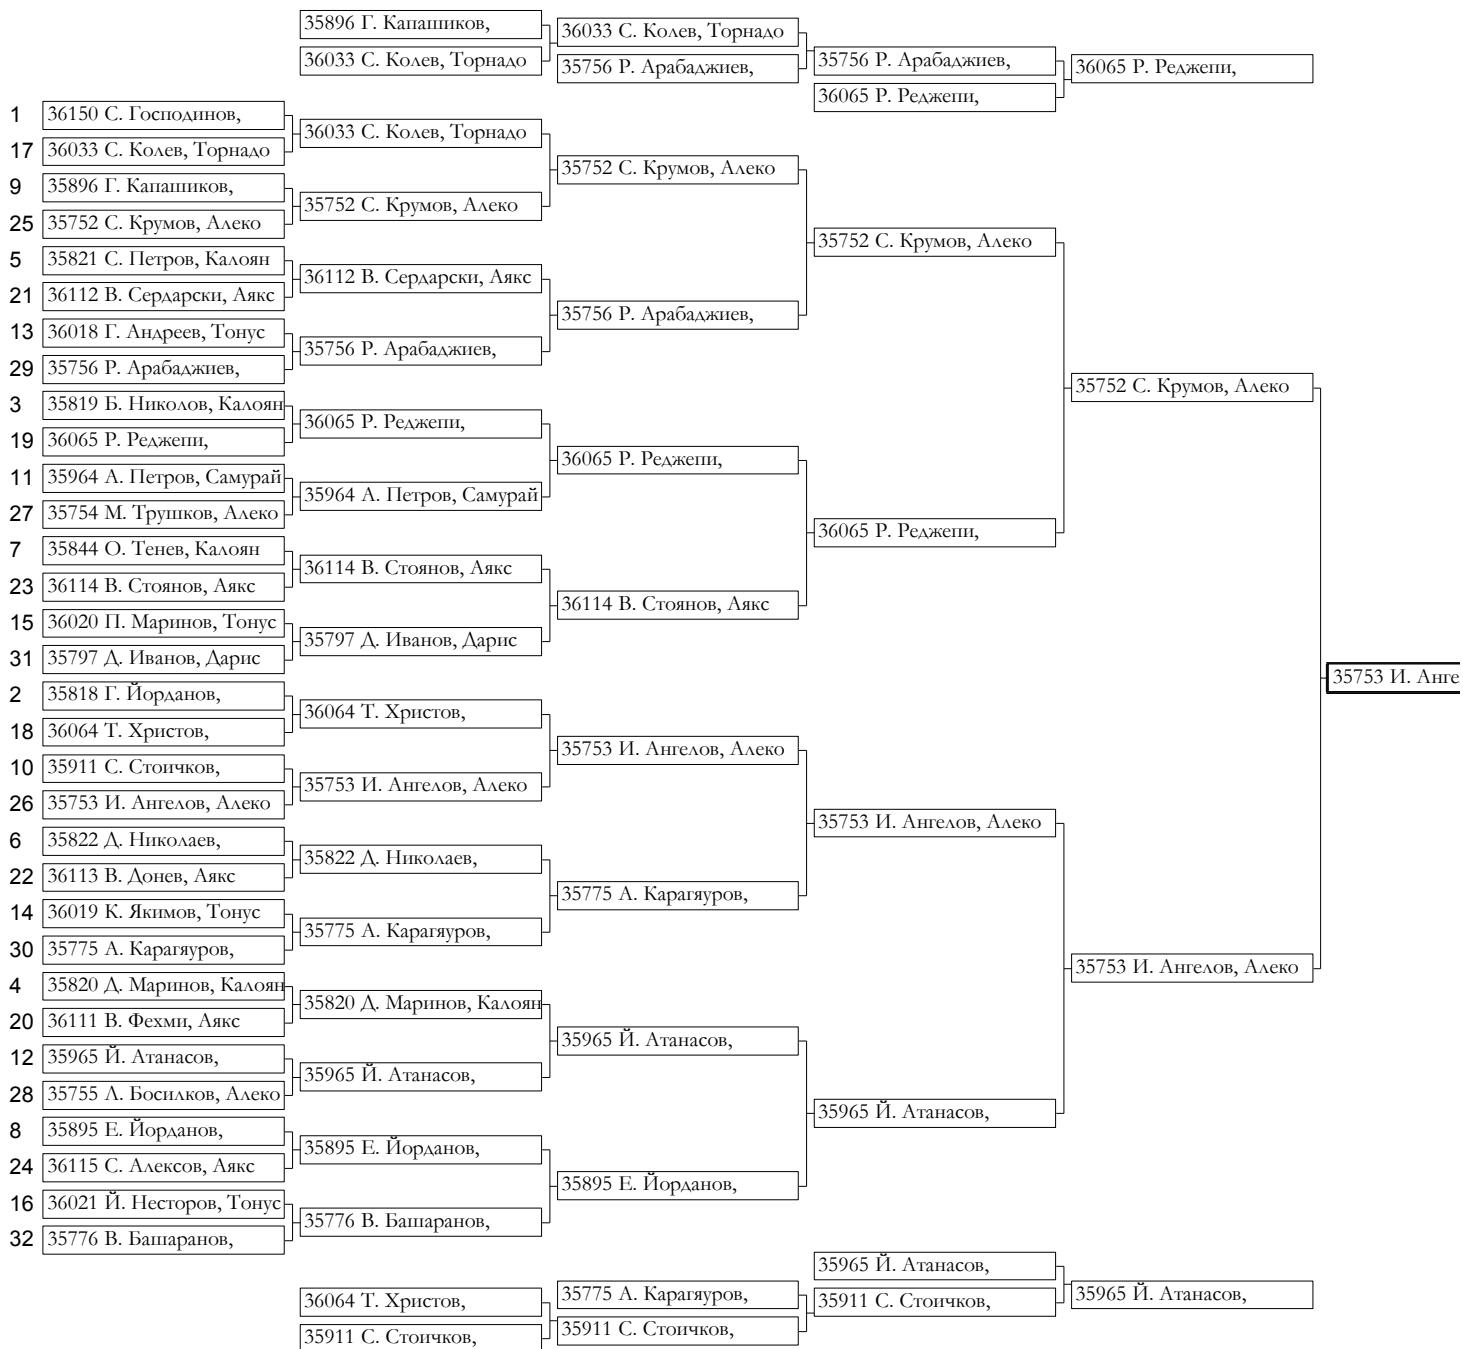 35896 Г. Капашиков,
36033 С. Колев, Торнадо
36033 С. Колев, Торнадо
35756 Р. Арабаджиев,
35756 Р. Арабаджиев,
36065 Р. Реджепи,
36065 Р. Реджепи,
1 36150 С. Господинов,
17 36033 С. Колев, Торнадо
9 35896 Г. Капашиков,
25 35752 С. Крумов, Алеко
5 35821 С. Петров, Калоян
21 36112 В. Сердарски, Аякс
13 36018 Г. Андреев, Тонус
29 35756 Р. Арабаджиев,
3 35819 Б. Николов, Калоян
19 36065 Р. Реджепи,
11 35964 А. Петров, Самурай
27 35754 М. Трушков, Алеко
7 35844 О. Тенев, Калоян
23 36114 В. Стоянов, Аякс
15 36020 П. Маринов, Тонус
31 35797 Д. Иванов, Дарис
2 35818 Г. Йорданов,
18 36064 Т. Христов,
10 35911 С. Стоичков,
26 35753 И. Ангелов, Алеко
6 35822 Д. Николаев,
22 36113 В. Донев, Аякс
14 36019 К. Якимов, Тонус
30 35775 А. Карагяуров,
4 35820 Д. Маринов, Калоян
20 36111 В. Фехми, Аякс
12 35965 Й. Атанасов,
28 35755 Л. Босилков, Алеко
8 35895 Е. Йорданов,
24 36115 С. Алексов, Аякс
16 36021 Й. Несторов, Тонус
32 35776 В. Башаранов,
36033 С. Колев, Торнадо
35752 С. Крумов, Алеко
36112 В. Сердарски, Аякс
35756 Р. Арабаджиев,
36065 Р. Реджепи,
35964 А. Петров, Самурай
36114 В. Стоянов, Аякс
35797 Д. Иванов, Дарис
36064 Т. Христов,
35753 И. Ангелов, Алеко
35822 Д. Николаев,
35775 А. Карагяуров,
35820 Д. Маринов, Калоян
35965 Й. Атанасов,
35895 Е. Йорданов,
35776 В. Башаранов,
35752 С. Крумов, Алеко
35756 Р. Арабаджиев,
36065 Р. Реджепи,
36114 В. Стоянов, Аякс
35753 И. Ангелов, Алеко
35775 А. Карагяуров,
35965 Й. Атанасов,
35895 Е. Йорданов,
35752 С. Крумов, Алеко
36065 Р. Реджепи,
35753 И. Ангелов, Алеко
35965 Й. Атанасов,
35752 С. Крумов, Алеко
35753 И. Ангелов, Алеко
35753 И. Анге
36064 Т. Христов,
35911 С. Стоичков,
35775 А. Карагяуров,
35911 С. Стоичков,
35965 Й. Атанасов,
35911 С. Стоичков,
35965 Й. Атанасов,